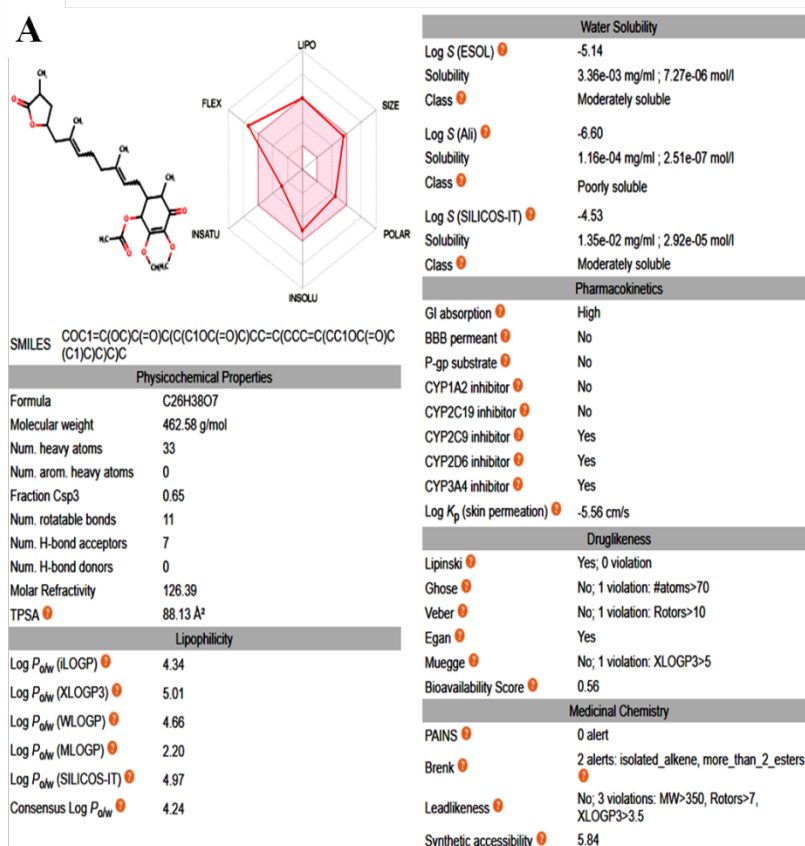 A
LIPO
FLEX
SIZE
INSATU
POLAR
INSOLU
CH₃
O
O
CH₃
CH₃
CH₃
O
O
H₃C
O
O
O
SMILES COC1=C(OC)C(=O)C(C(C1OC(=O)C)CC=C(CCC=C(CC1OC(=O)C
(C1)C)C)C)C
Physicochemical Properties
Formula C26H38O7
Molecular weight 462.58 g/mol
Num. heavy atoms 33
Num. arom. heavy atoms 0
Fraction Csp3 0.65
Num. rotatable bonds 11
Num. H-bond acceptors 7
Num. H-bond donors 0
Molar Refractivity 126.39
TPSA ? 88.13 Å²
Lipophilicity
Log Po/w (iLOGP) ? 4.34
Log Po/w (XLOGP3) ? 5.01
Log Po/w (WLOGP) ? 4.66
Log Po/w (MLOGP) ? 2.20
Log Po/w (SILICOS-IT) ? 4.97
Consensus Log Po/w ? 4.24
Water Solubility
Log S (ESOL) ? -5.14
Solubility 3.36e-03 mg/ml ; 7.27e-06 mol/l
Class ? Moderately soluble
Log S (Ali) ? -6.60
Solubility 1.16e-04 mg/ml ; 2.51e-07 mol/l
Class ? Poorly soluble
Log S (SILICOS-IT) ? -4.53
Solubility 1.35e-02 mg/ml ; 2.92e-05 mol/l
Class ? Moderately soluble
Pharmacokinetics
GI absorption ? High
BBB permeant ? No
P-gp substrate ? No
CYP1A2 inhibitor ? No
CYP2C19 inhibitor ? No
CYP2C9 inhibitor ? Yes
CYP2D6 inhibitor ? Yes
CYP3A4 inhibitor ? Yes
Log Kp (skin permeation) ? -5.56 cm/s
Druglikeness
Lipinski ? Yes; 0 violation
Ghose ? No; 1 violation: #atoms>70
Veber ? No; 1 violation: Rotors>10
Egan ? Yes
Muegge ? No; 1 violation: XLOGP3>5
Bioavailability Score ? 0.56
Medicinal Chemistry
PAINS ? 0 alert
Brenk ? 2 alerts: isolated_alkene, more_than_2_esters
?
Leadlikeness ? No; 3 violations: MW>350, Rotors>7,
XLOGP3>3.5
Synthetic accessibility ? 5.84